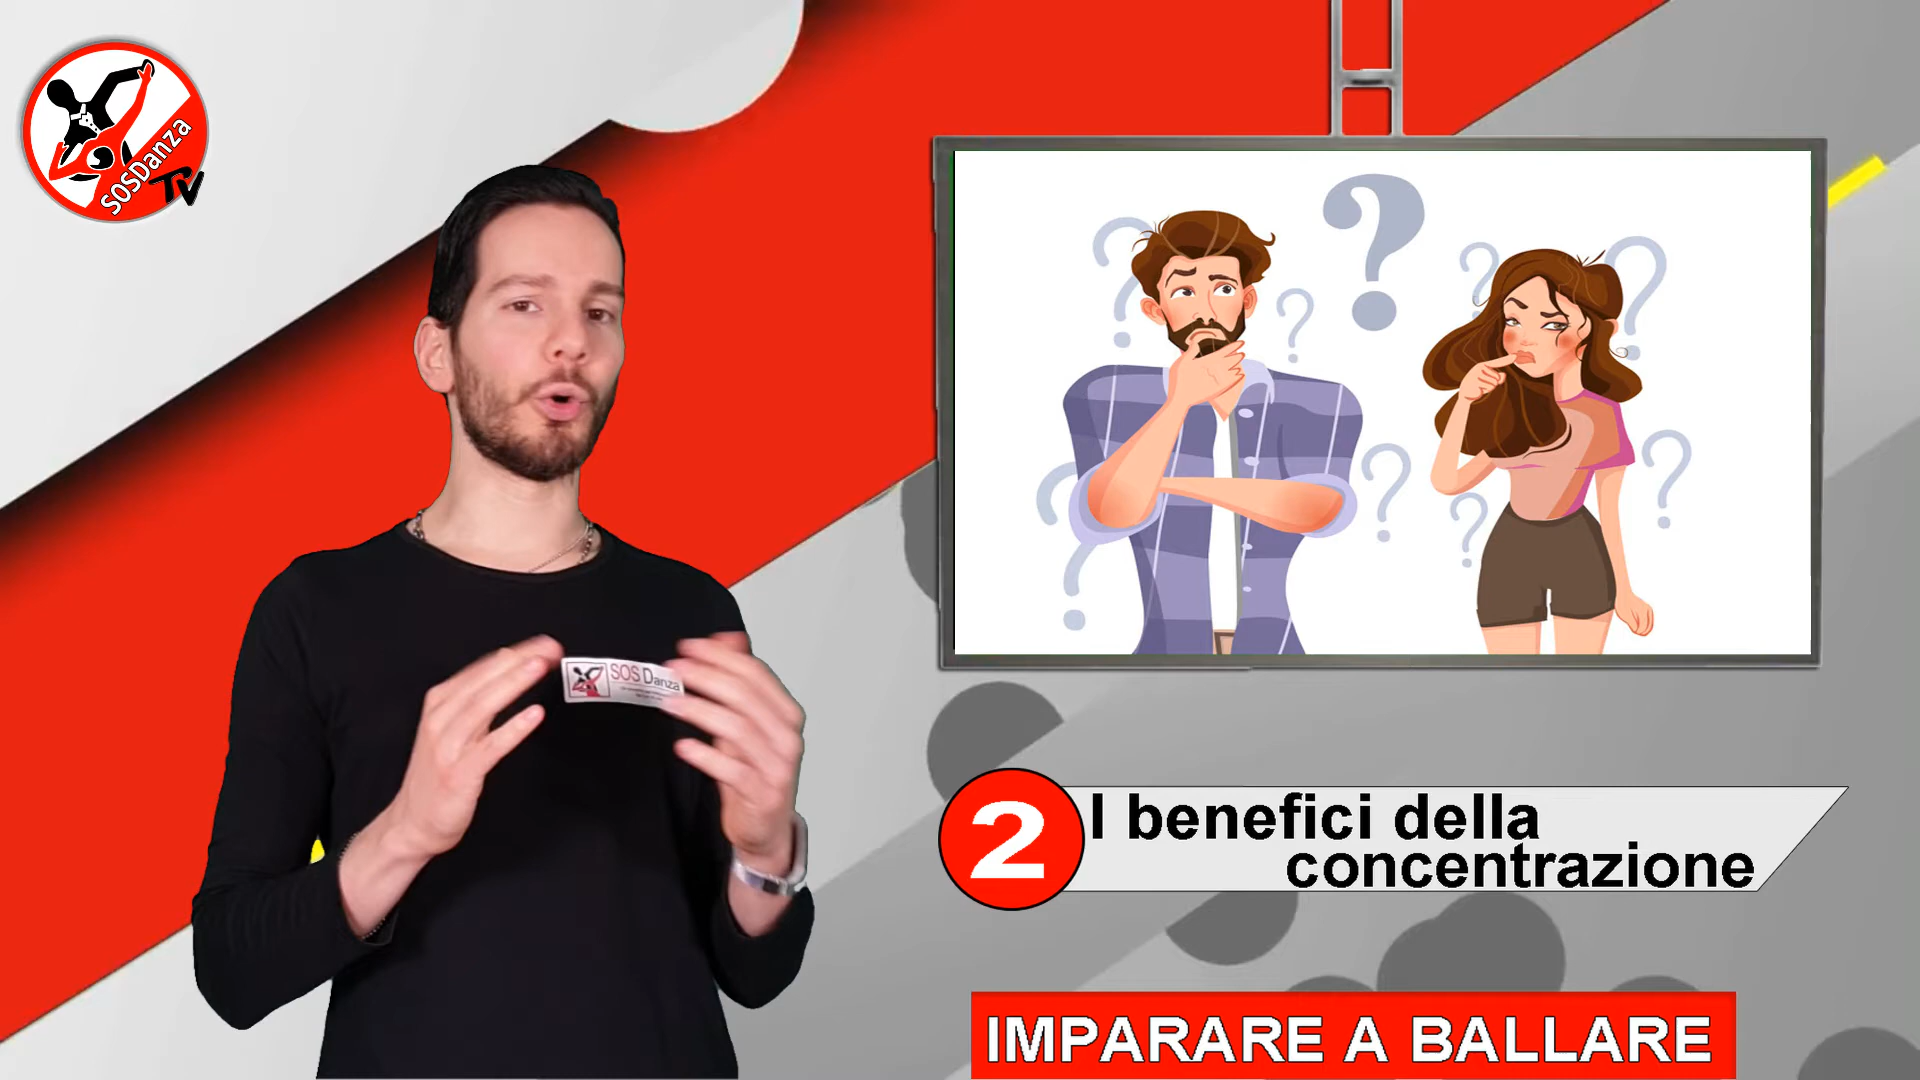 SOSDanza
TV
SOS Danza
2
I benefici della
concentrazione
IMPARARE A BALLARE